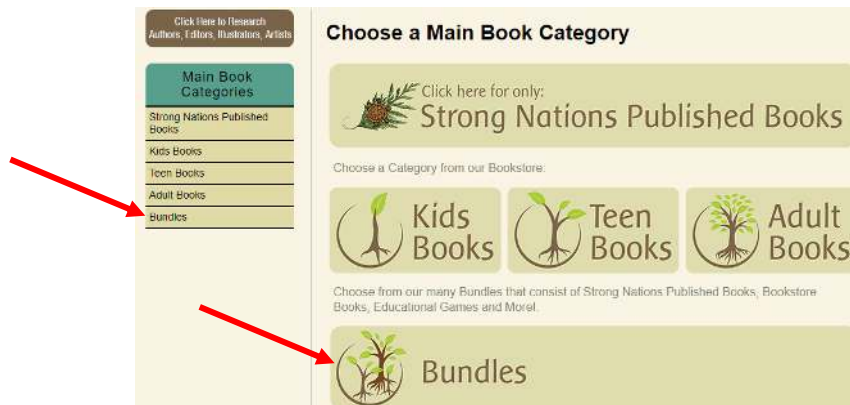 Click Here to Research
Authors, Editors, Illustrators, Artists
Main Book
Categories
Strong Nations Published
Books
Kids Books
Teen Books
Adult Books
Bundles
Choose a Main Book Category
Click here for only:
Strong Nations Published Books
Choose a Category from our Bookstore:
Kids
Books
Teen
Books
Adult
Books
Choose from our many Bundles that consist of Strong Nations Published Books, Bookstore
Books, Educational Games and More!.
Bundles